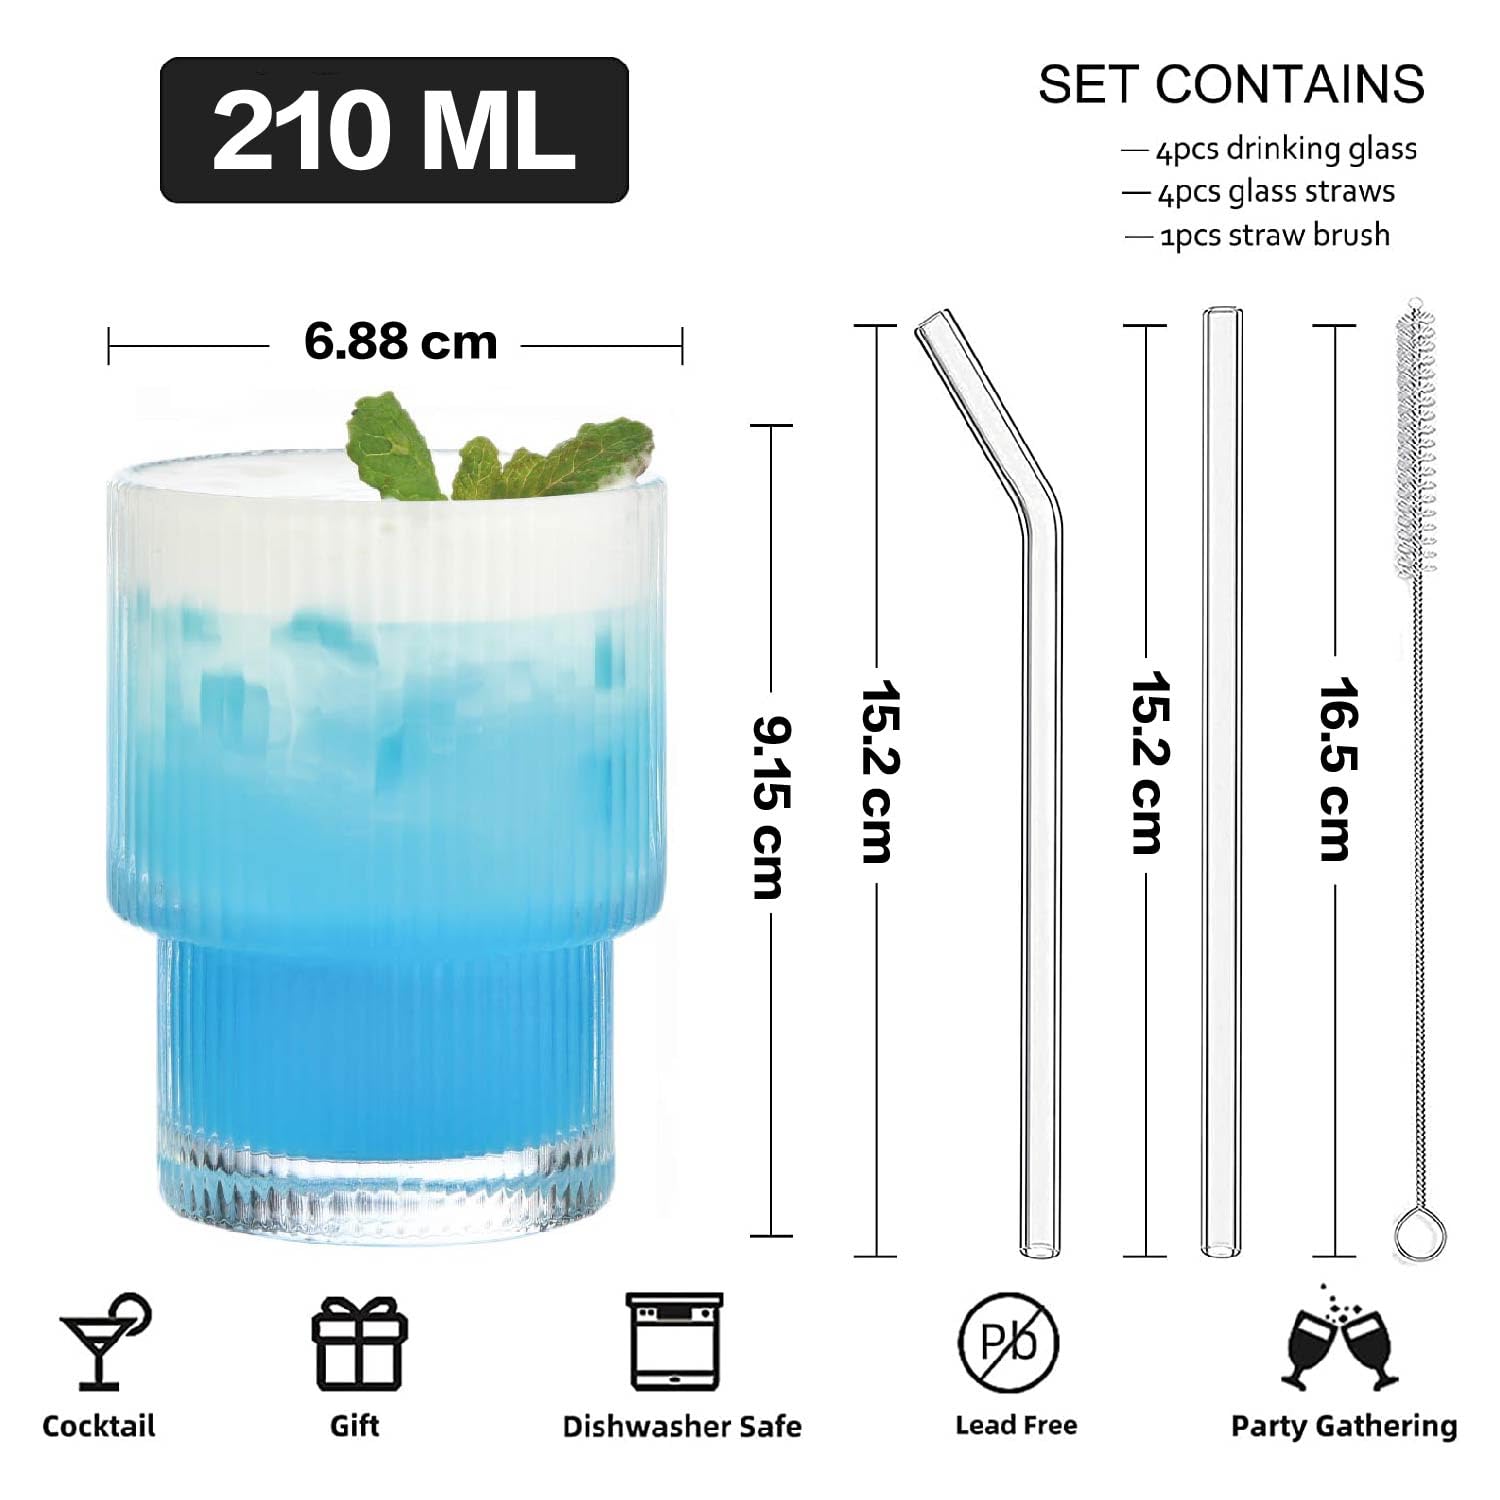 210 ML
SET CONTAINS
— 4pcs drinking glass
— 4pcs glass straws
— 1pcs straw brush
6.88 cm
9.15 cm
15.2 cm
15.2 cm
16.5 cm
Pb
Cocktail
Gift
Dishwasher Safe
Lead Free
Party Gathering